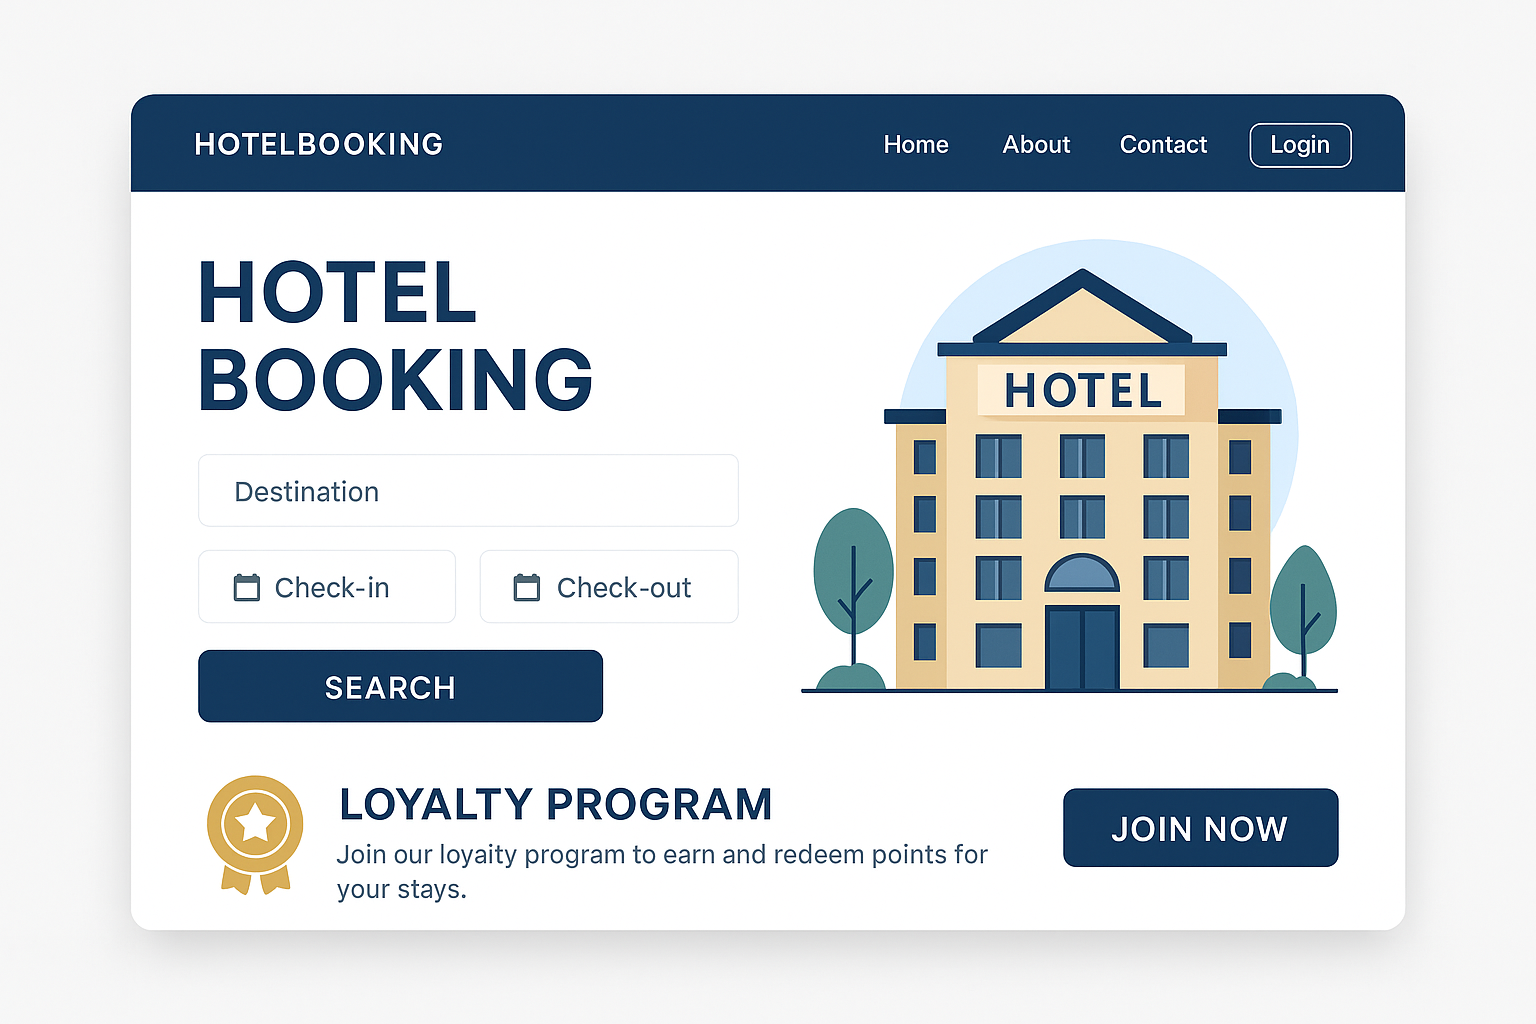 HOTELBOOKING
Home About Contact Login
HOTEL
BOOKING
HOTEL
Destination
Check-in Check-out
SEARCH
LOYALTY PROGRAM
Join our loyaity program to earn and redeem points for
your stays.
JOIN NOW